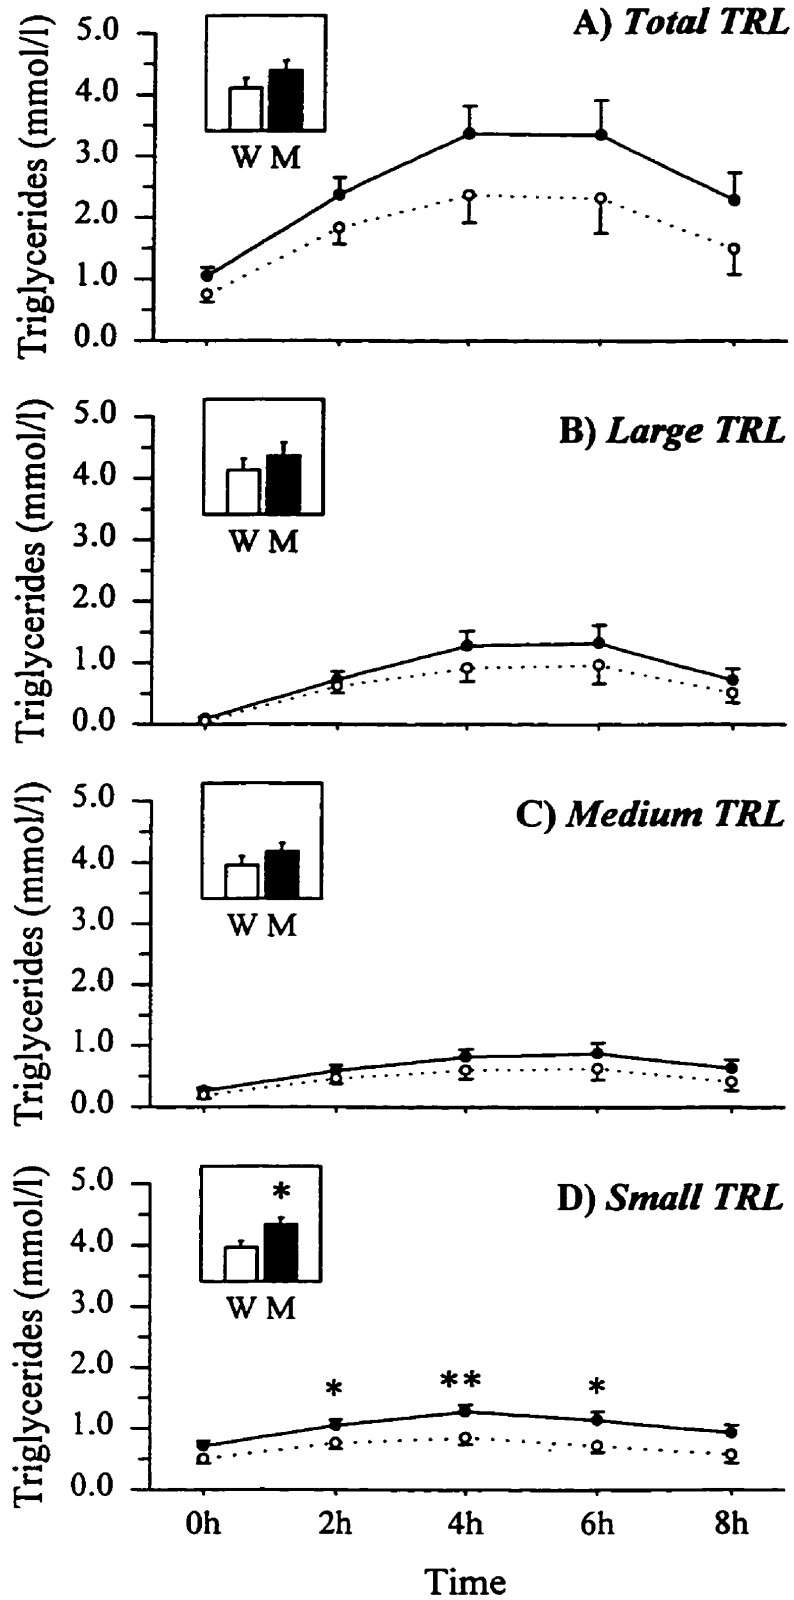 A) Total TRL
Triglycerides (mmol/l)
5.0
4.0
3.0
2.0
1.0
0.0
W M
B) Large TRL
Triglycerides (mmol/l)
5.0
4.0
3.0
2.0
1.0
0.0
W M
C) Medium TRL
Triglycerides (mmol/l)
5.0
4.0
3.0
2.0
1.0
0.0
W M
D) Small TRL
Triglycerides (mmol/l)
5.0
4.0
3.0
2.0
1.0
0.0
*
W M
* ** *
0h 2h 4h 6h 8h
Time